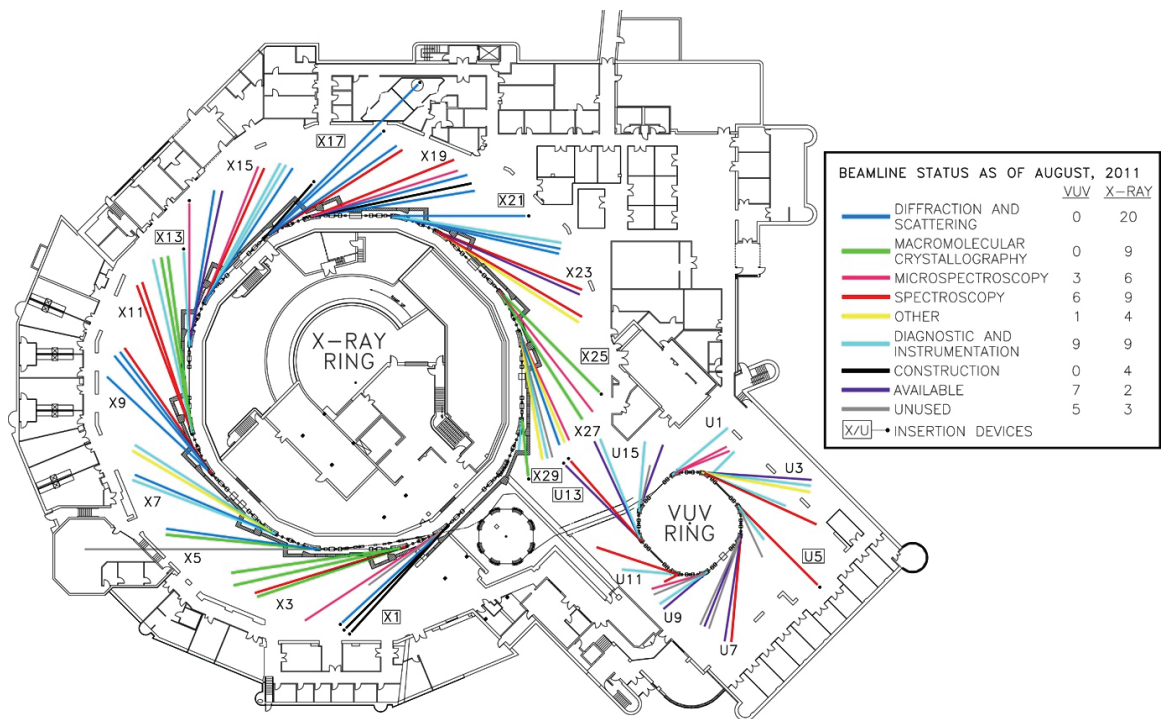 X17
X15
X19
X21
X13
X23
X11
X-RAY
RING
X25
X9
X27
U15
U1
X29
U13
U3
X7
VUV
RING
X5
U5
U11
X3
X1
U9
U7
BEAMLINE STATUS AS OF AUGUST, 2011
VUV X-RAY
DIFFRACTION AND
SCATTERING 0 20
MACROMOLECULAR
CRYSTALLOGRAPHY 0 9
MICROSPECTROSCOPY 3 6
SPECTROSCOPY 6 9
OTHER 1 4
DIAGNOSTIC AND
INSTRUMENTATION 9 9
CONSTRUCTION 0 4
AVAILABLE 7 2
UNUSED 5 3
X/U INSERTION DEVICES